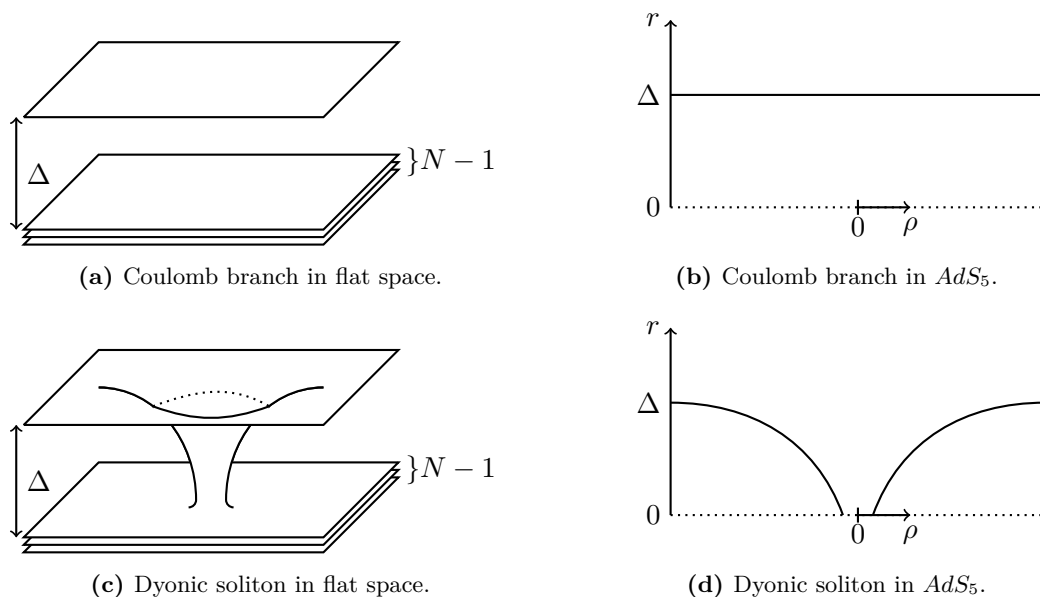 Δ
}N − 1
(a) Coulomb branch in flat space.
r
Δ
0
0
ρ
(b) Coulomb branch in AdS₅.
Δ
}N − 1
(c) Dyonic soliton in flat space.
r
Δ
0
0
ρ
(d) Dyonic soliton in AdS₅.